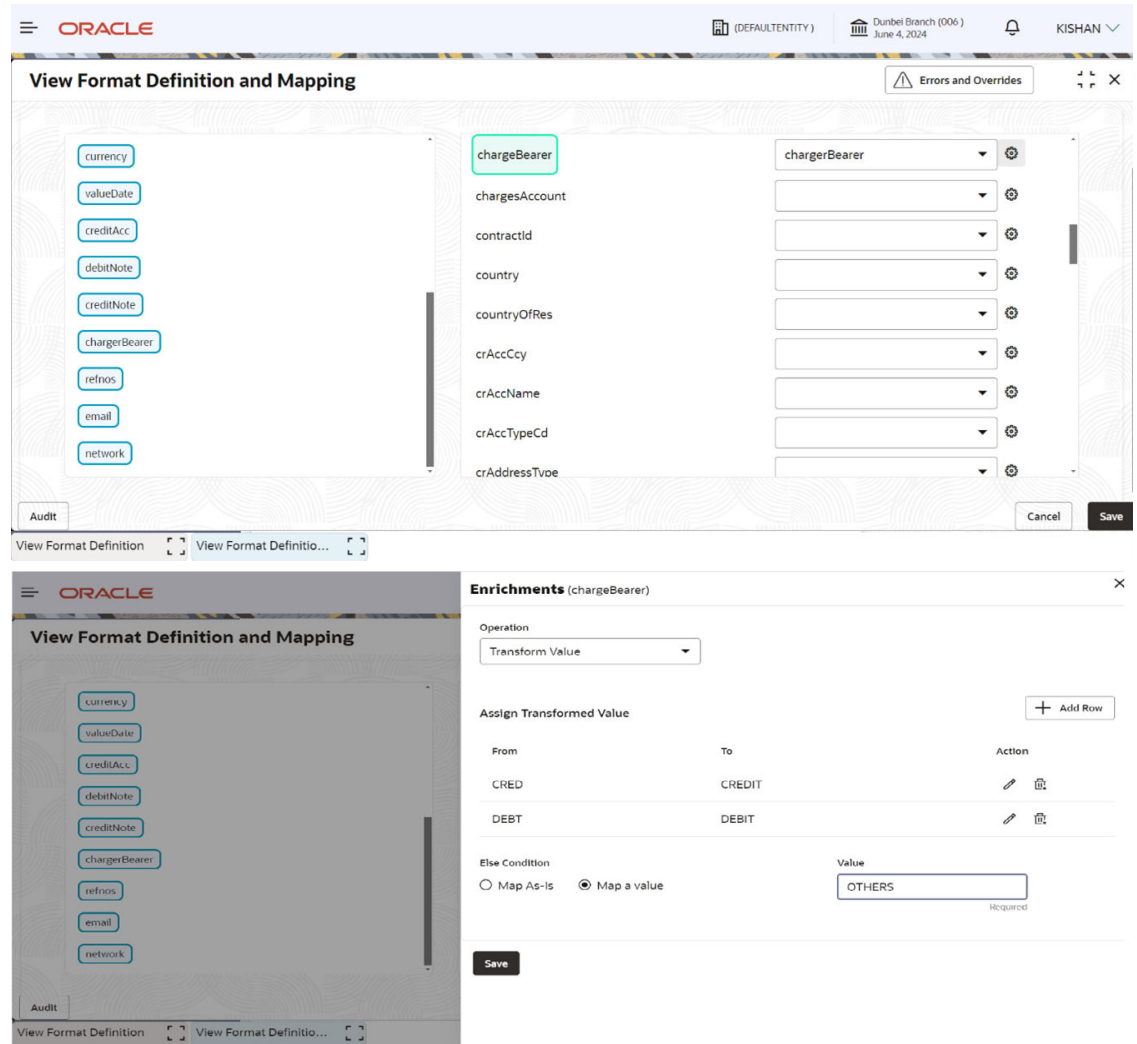 ORACLE
(DEFAULTENTITY )
Dunbei Branch (006 )
June 4, 2024
KISHAN
View Format Definition and Mapping
Errors and Overrides
currency
valueDate
creditAcc
debitNote
creditNote
chargerBearer
refnos
email
network
chargeBearer
chargerBearer
chargesAccount
contractId
country
countryOfRes
crAccCcy
crAccName
crAccTypeCd
crAddressType
Audit
Cancel
Save
View Format Definition
View Format Definitio...
ORACLE
View Format Definition and Mapping
currency
valueDate
creditAcc
debitNote
creditNote
chargerBearer
refnos
email
network
Audit
View Format Definition
View Format Definitio...
Enrichments (chargeBearer)
Operation
Transform Value
Assign Transformed Value
Add Row
From To Action
CRED CREDIT
DEBT DEBIT
Else Condition
Map As-Is
Map a value
Value
OTHERS
Required
Save